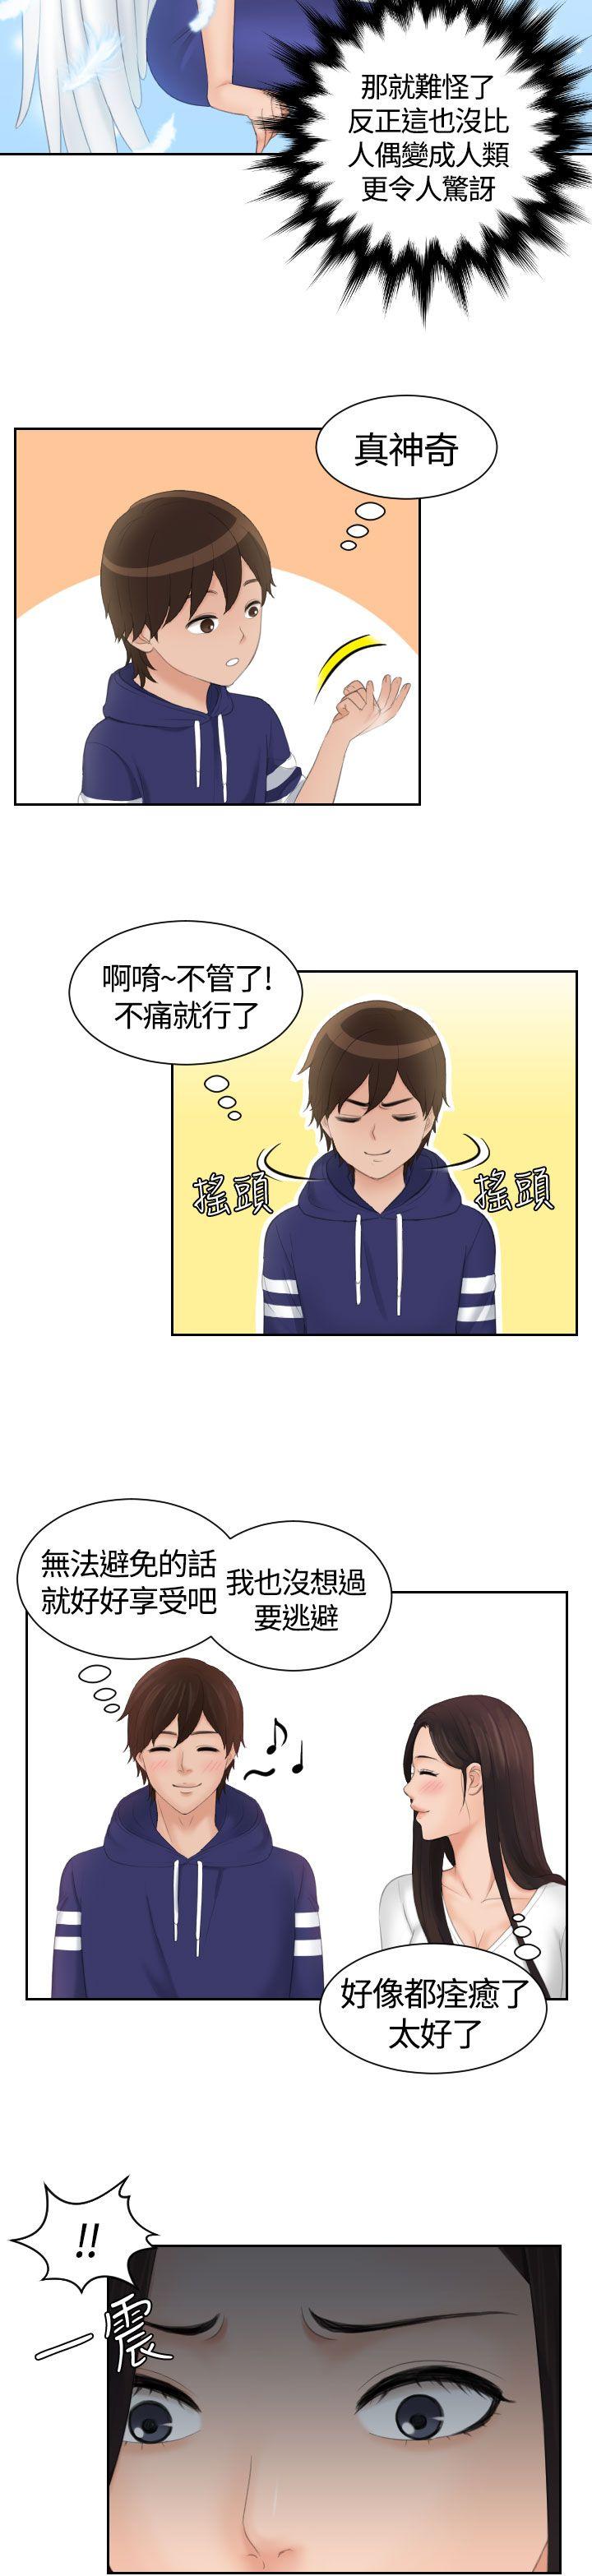 那就難怪了
反正這也沒比
人偶變成人類
更令人驚訝
真神奇
啊唷~不管了!
不痛就行了
搖頭
搖頭
無法避免的話
就好好享受吧
我也沒想過
要逃避
好像都痊癒了
太好了
!!
一震